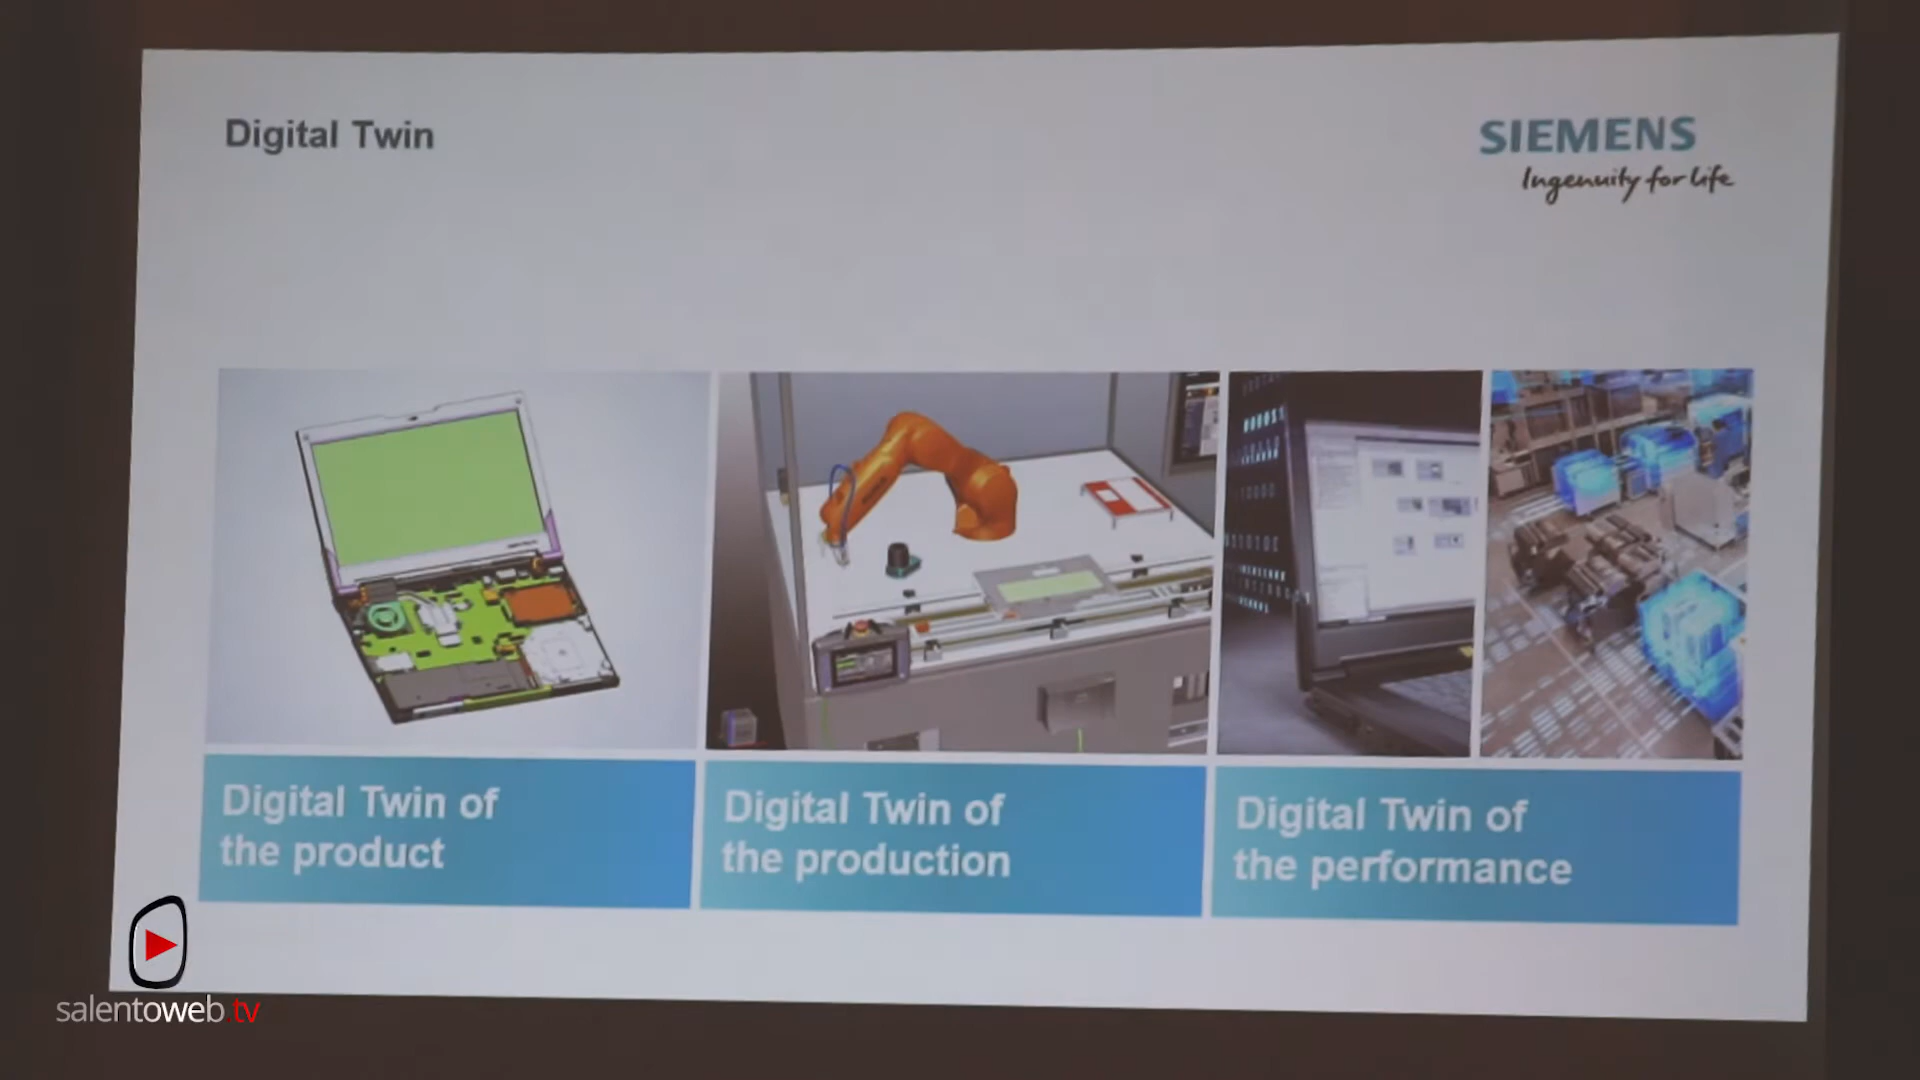 Digital Twin
SIEMENS
Ingenuity for life
Digital Twin of
the product
Digital Twin of
the production
Digital Twin of
the performance
salentoweb.tv